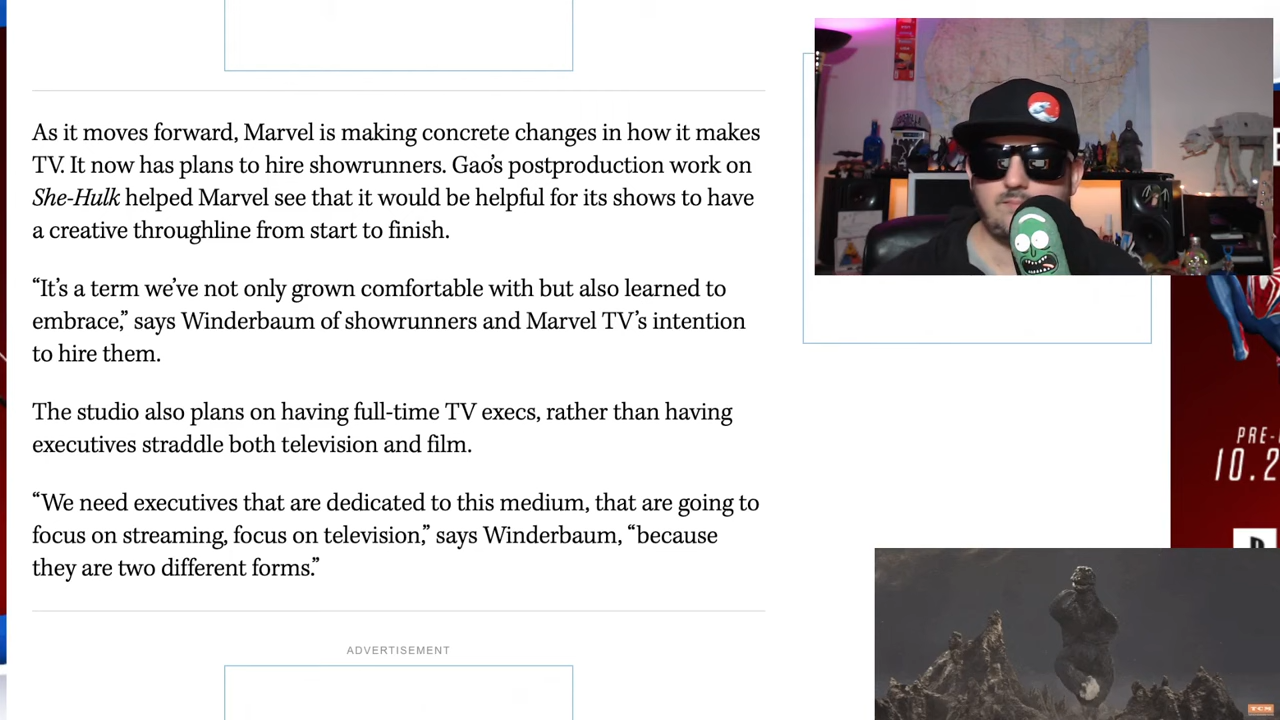 As it moves forward, Marvel is making concrete changes in how it makes
TV. It now has plans to hire showrunners. Gao’s postproduction work on
She-Hulk helped Marvel see that it would be helpful for its shows to have
a creative throughline from start to finish.
“It’s a term we’ve not only grown comfortable with but also learned to
embrace,” says Winderbaum of showrunners and Marvel TV’s intention
to hire them.
The studio also plans on having full-time TV execs, rather than having
executives straddle both television and film.
“We need executives that are dedicated to this medium, that are going to
focus on streaming, focus on television,” says Winderbaum, “because
they are two different forms.”
ADVERTISEMENT
PRE-
10.2
TCM